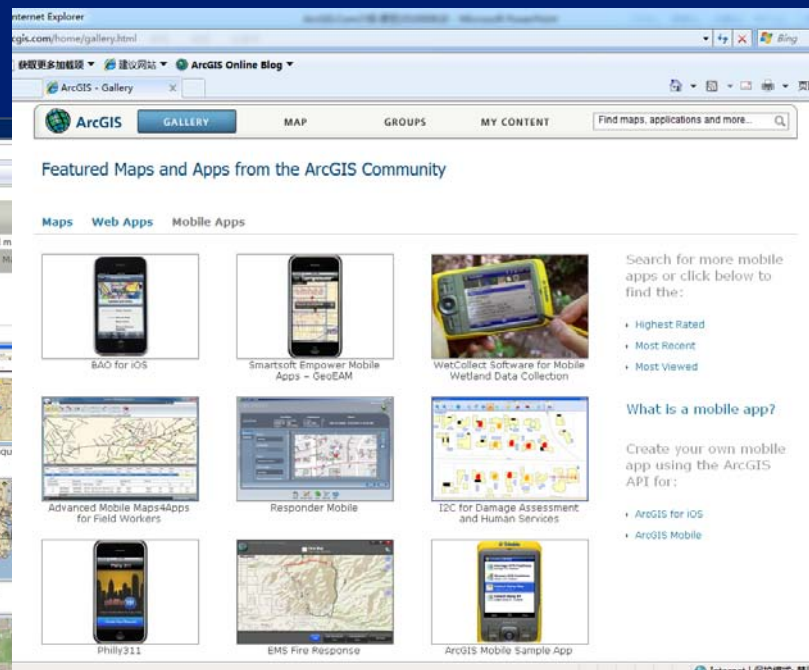 nternet Explorer
cgis.com/home/gallery.html
Bing
获取更多加载项
建议网站
ArcGIS Online Blog
ArcGIS - Gallery
ArcGIS
GALLERY
MAP
GROUPS
MY CONTENT
Find maps, applications and more...
Featured Maps and Apps from the ArcGIS Community
Maps
Web Apps
Mobile Apps
BAO for iOS
Smartsoft Empower Mobile
Apps – GeoEAM
WetCollect Software for Mobile
Wetland Data Collection
Advanced Mobile Maps4Apps
for Field Workers
Responder Mobile
I2C for Damage Assessment
and Human Services
Philly311
EMS Fire Response
ArcGIS Mobile Sample App
Search for more mobile
apps or click below to
find the:
Highest Rated
Most Recent
Most Viewed
What is a mobile app?
Create your own mobile
app using the ArcGIS
API for:
ArcGIS for iOS
ArcGIS Mobile